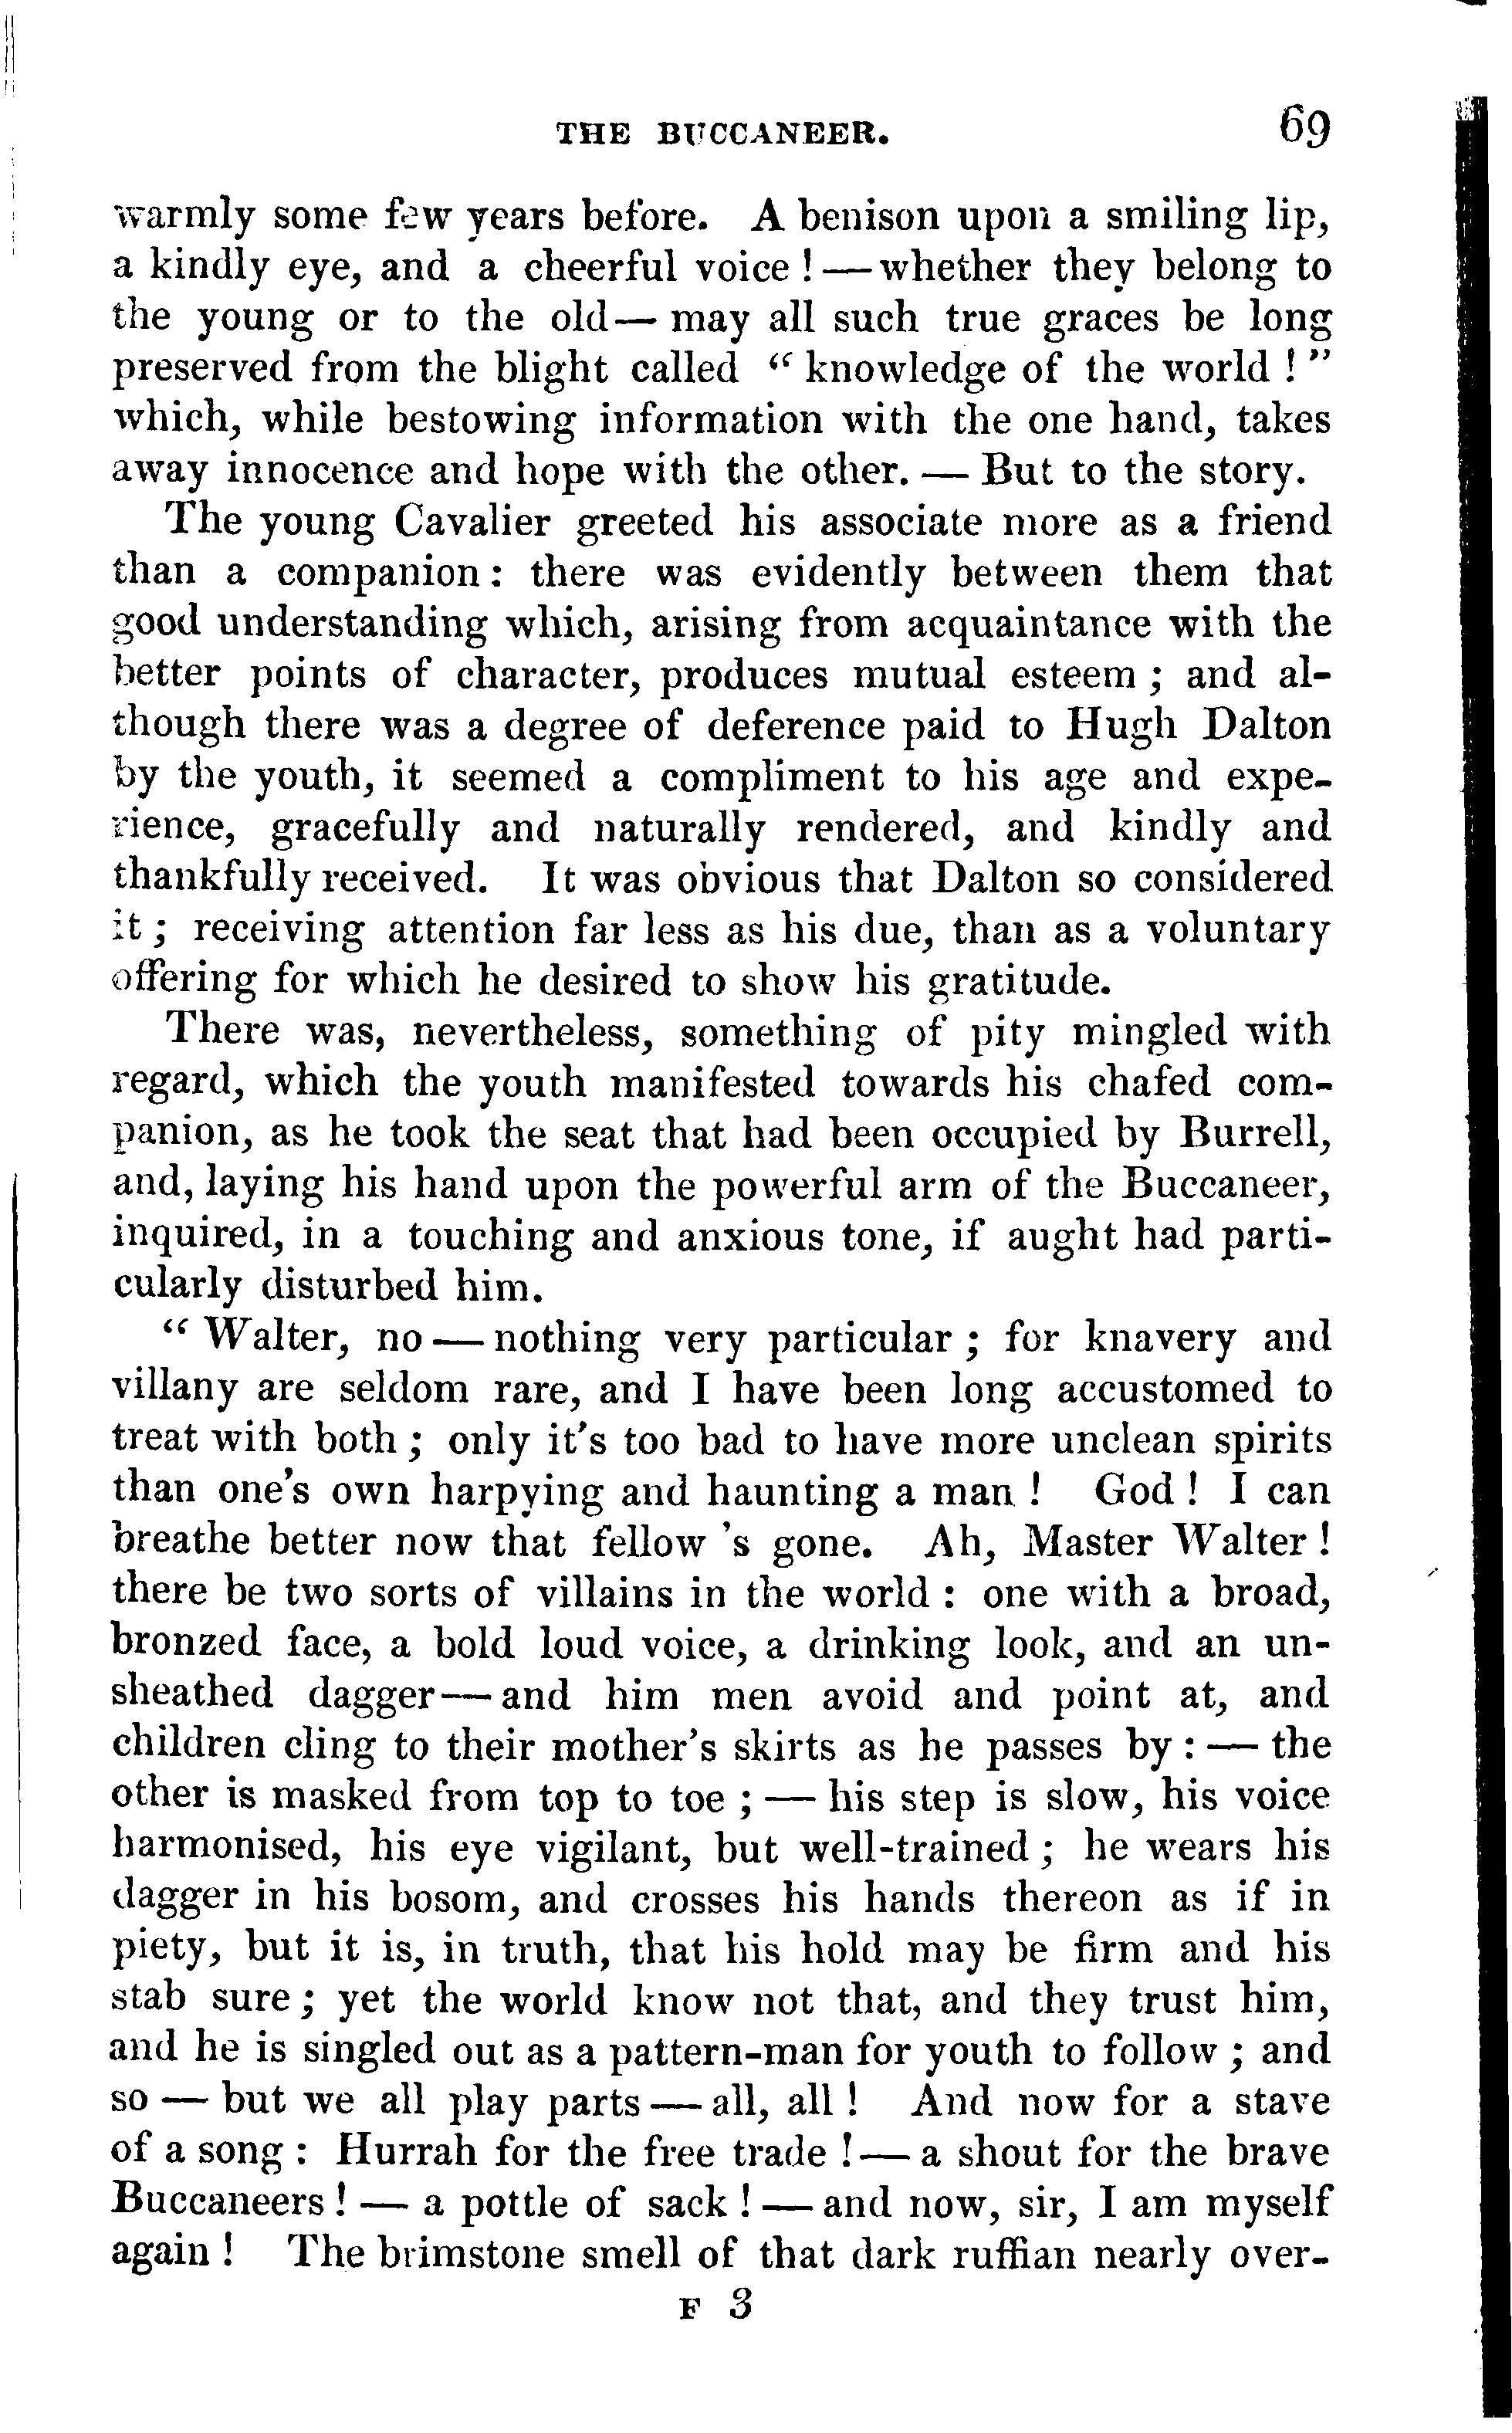 THE BUCCANEER. 69
warmly some few years before. A benison upon a smiling lip,
a kindly eye, and a cheerful voice ! — whether they belong to
the young or to the old — may all such true graces be long
preserved from the blight called " knowledge of the world ! "
which, while bestowing information with the one hand, takes
away innocence and hope with the other. — But to the story.
The young Cavalier greeted his associate more as a friend
than a companion : there was evidently between them that
good understanding which, arising from acquaintance with the
better points of character, produces mutual esteem ; and al-
though there was a degree of deference paid to Hugh Dalton
by the youth, it seemed a compliment to his age and expe-
rience, gracefully and naturally rendered, and kindly and
thankfully received. It was obvious that Dalton so considered
it ; receiving attention far less as his due, than as a voluntary
offering for which he desired to show his gratitude.
There was, nevertheless, something of pity mingled with
regard, which the youth manifested towards his chafed com-
panion, as he took the seat that had been occupied by Burrell,
and, laying his hand upon the powerful arm of the Buccaneer,
inquired, in a touching and anxious tone, if aught had parti-
cularly disturbed him.
" Walter, no — nothing very particular ; for knavery and
villany are seldom rare, and I have been long accustomed to
treat with both ; only it's too bad to have more unclean spirits
than one's own harpying and haunting a man ! God ! I can
breathe better now that fellow 's gone. Ah, Master Walter !
there be two sorts of villains in the world : one with a broad,
bronzed face, a bold loud voice, a drinking look, and an un-
sheathed dagger — and him men avoid and point at, and
children cling to their mother's skirts as he passes by : — the
other is masked from top to toe ; — his step is slow, his voice
harmonised, his eye vigilant, but well-trained ; he wears his
dagger in his bosom, and crosses his hands thereon as if in
piety, but it is, in truth, that his hold may be firm and his
stab sure ; yet the world know not that, and they trust him,
and he is singled out as a pattern-man for youth to follow ; and
so — but we all play parts — all, all ! And now for a stave
of a song : Hurrah for the free trade ! — a shout for the brave
Buccaneers ! — a pottle of sack ! — and now, sir, I am myself
again ! The brimstone smell of that dark ruffian nearly over-
F 3